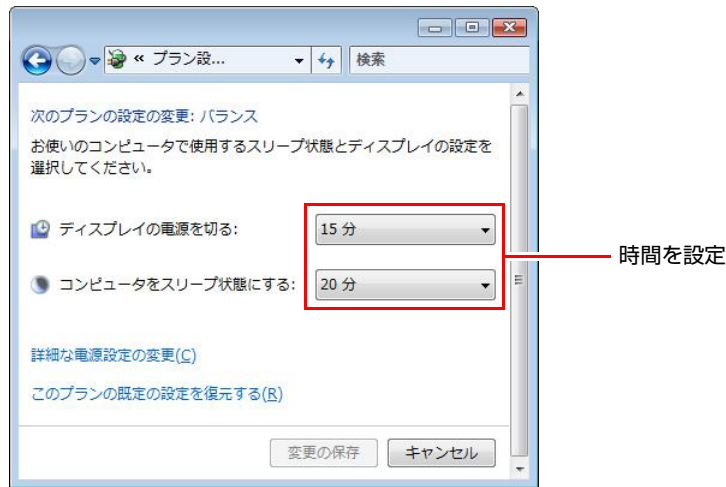 « プラン設...
検索
次のプランの設定の変更: バランス
お使いのコンピュータで使用するスリープ状態とディスプレイの設定を
選択してください。
ディスプレイの電源を切る: 15 分
時間を設定
コンピュータをスリープ状態にする: 20 分
詳細な電源設定の変更(C)
このプランの既定の設定を復元する(R)
変更の保存 キャンセル